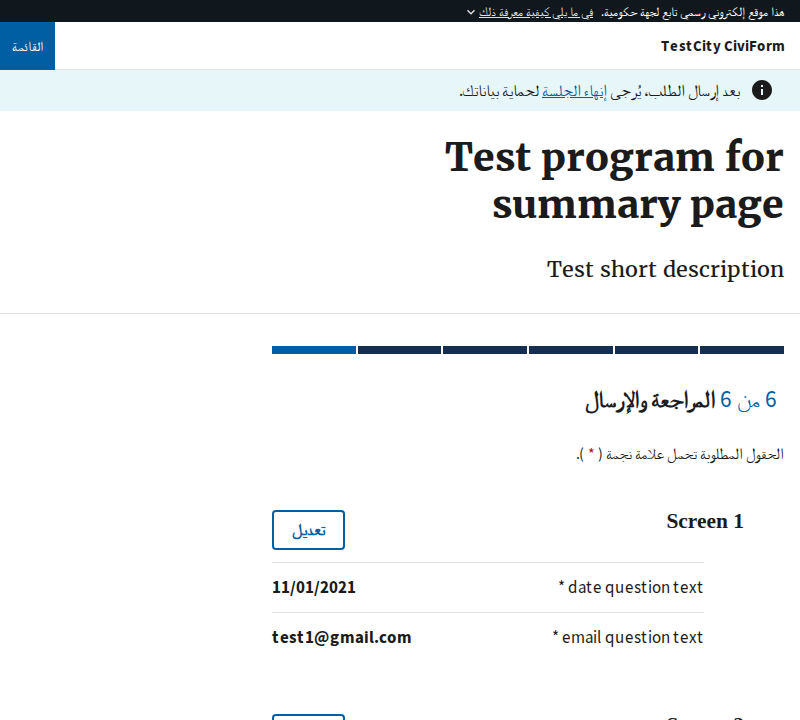 هذا موقع إلكتروني رسمي تابع لجهة حكومية. في ما يلي كيفية معرفة ذلك
TestCity CiviForm
القائمة
بعد إرسال الطلب، يُرجى إنهاء الجلسة لحماية بياناتك.
Test program for
summary page
Test short description
6 من 6 المراجعة والإرسال
الحقول المطلوبة تحمل علامة نجمة ( * ).
Screen 1
تعديل
date question text *
11/01/2021
email question text *
test1@gmail.com